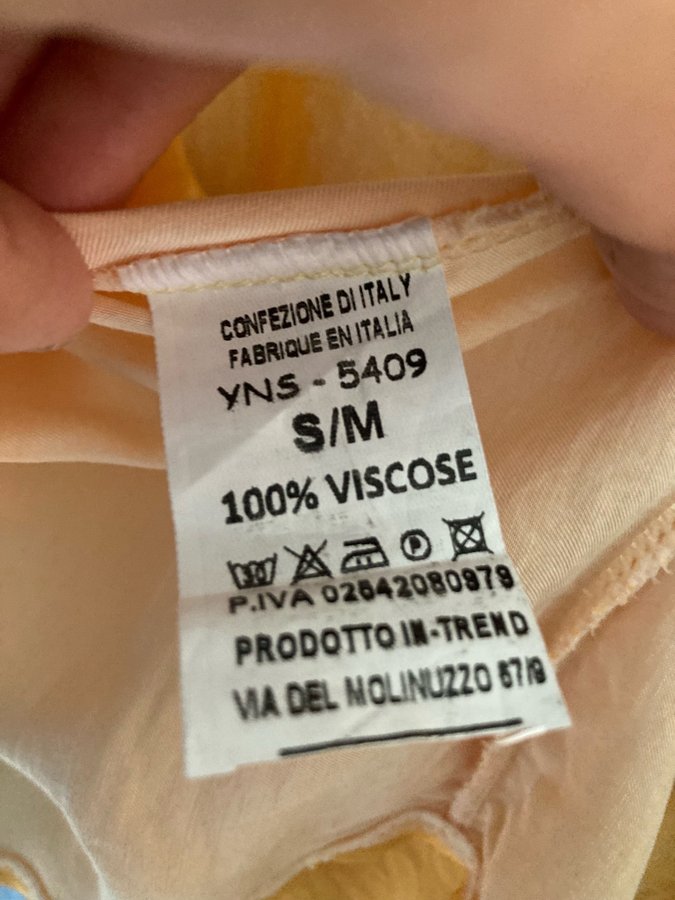 CONFEZIONE DI ITALY
FABRIQUE EN ITALIA
YNS - 5409
S/M
100% VISCOSE
30 P
P.IVA 02642080979
PRODOTTO IN-TREND
VIA DEL MOLINUZZO 67/9